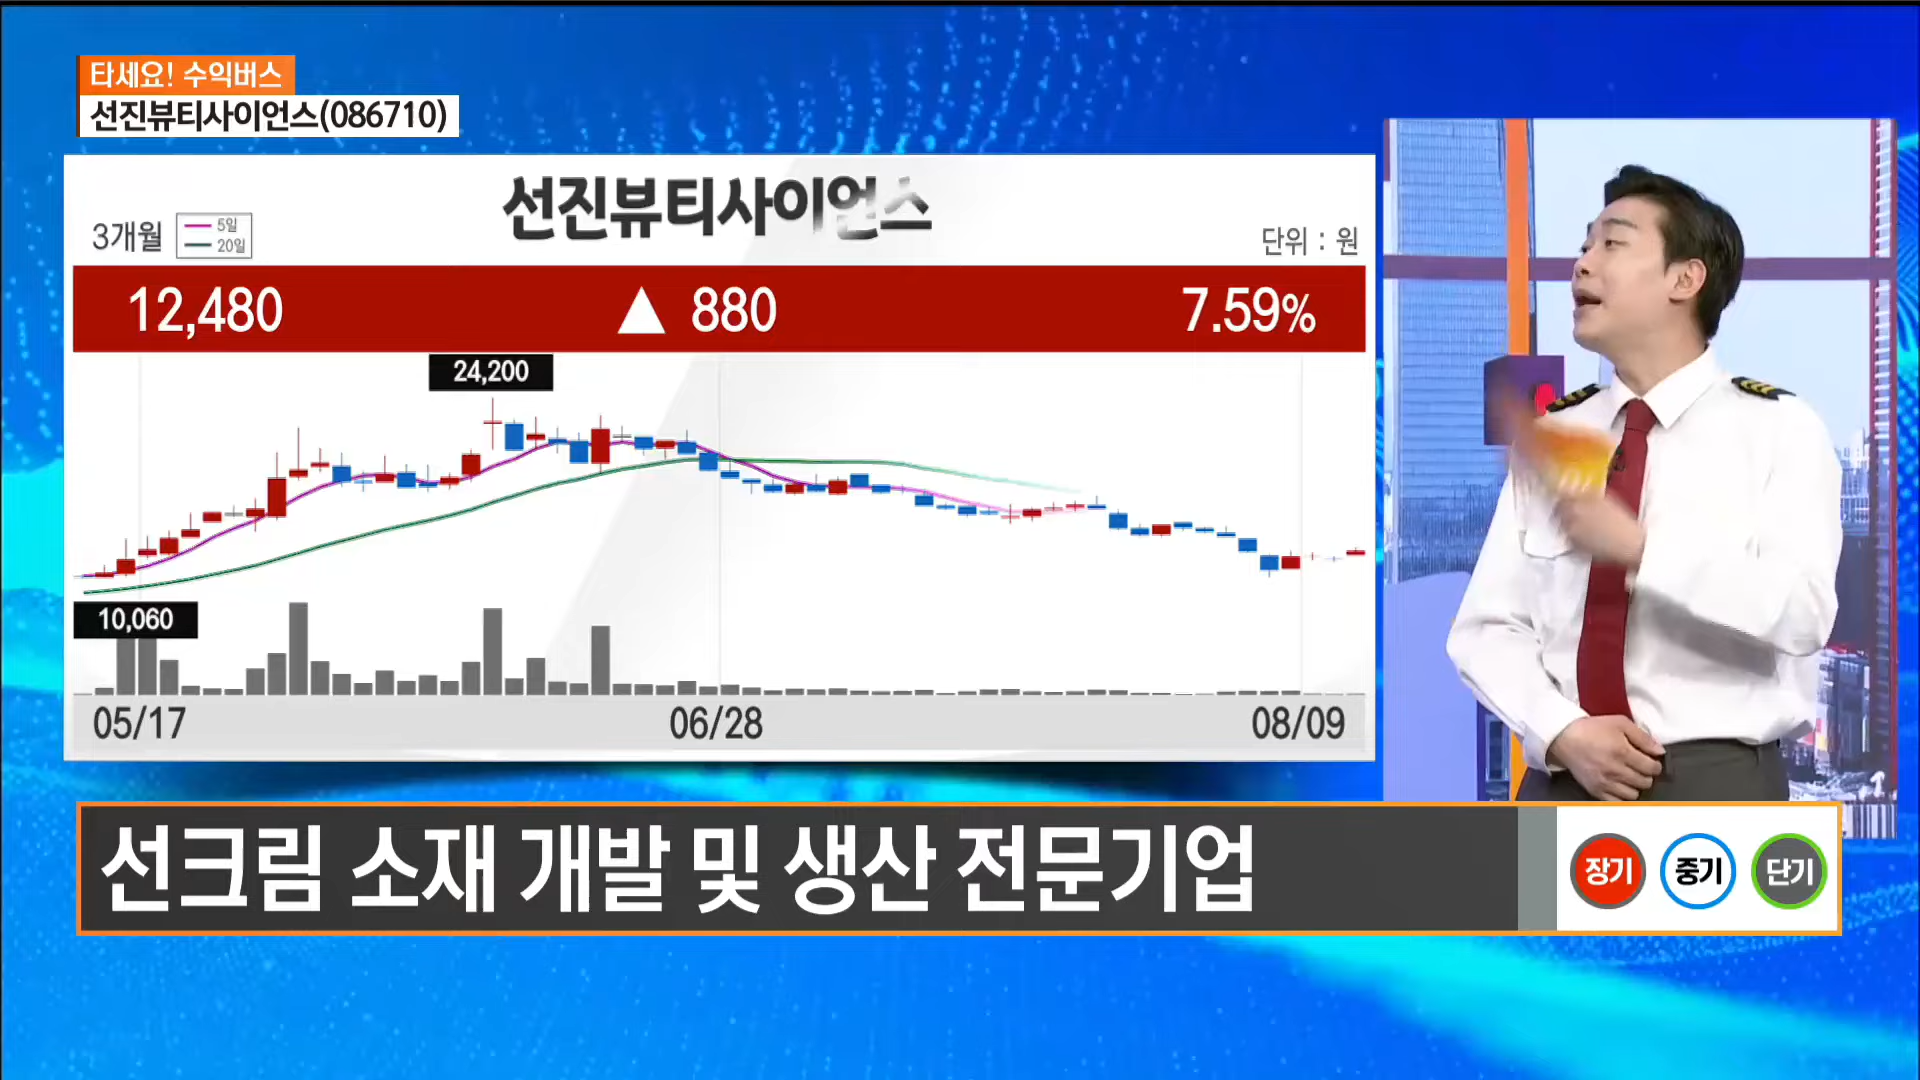 타세요! 수익버스
선진뷰티사이언스(086710)
선진뷰티사이언스
3개월
5일
20일
단위 : 원
12,480 ▲ 880 7.59%
24,200
10,060
05/17 06/28 08/09
선크림 소재 개발 및 생산 전문기업
장기 중기 단기